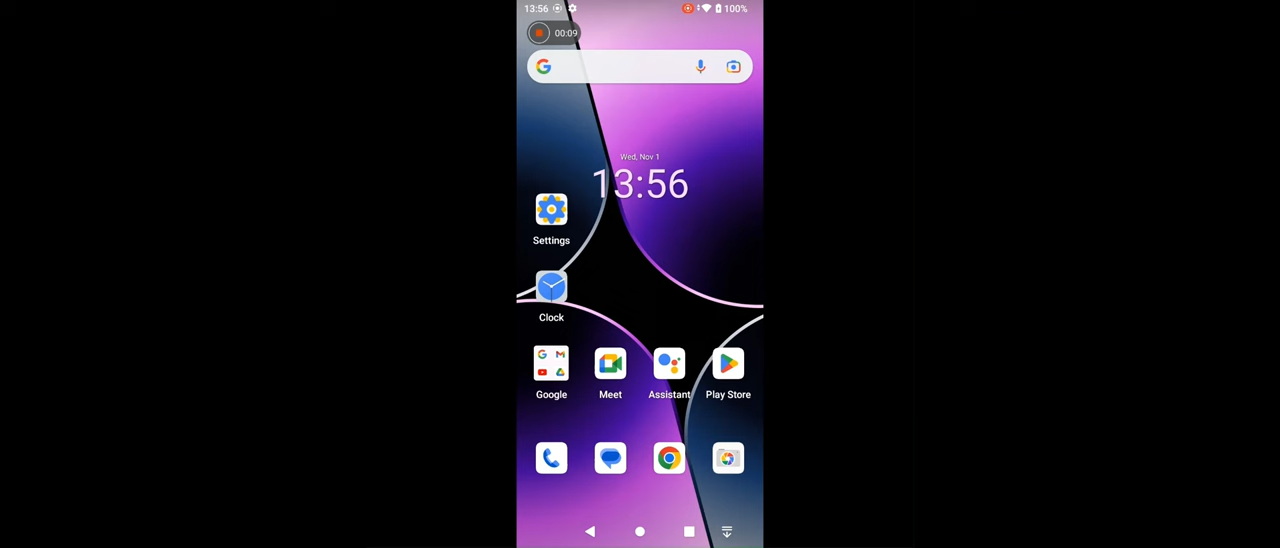 13:56 100%
00:09
Wed, Nov 1
13:56
Settings
Clock
Google Meet Assistant Play Store